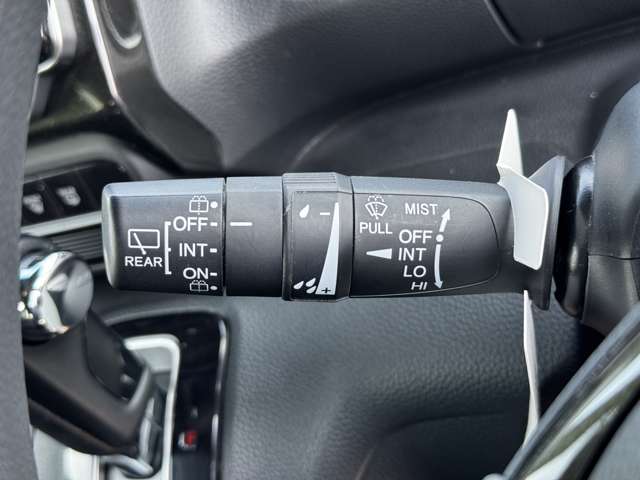 OFF
INT
ON
REAR
− 
+
PULL
MIST
OFF
INT
LO
HI